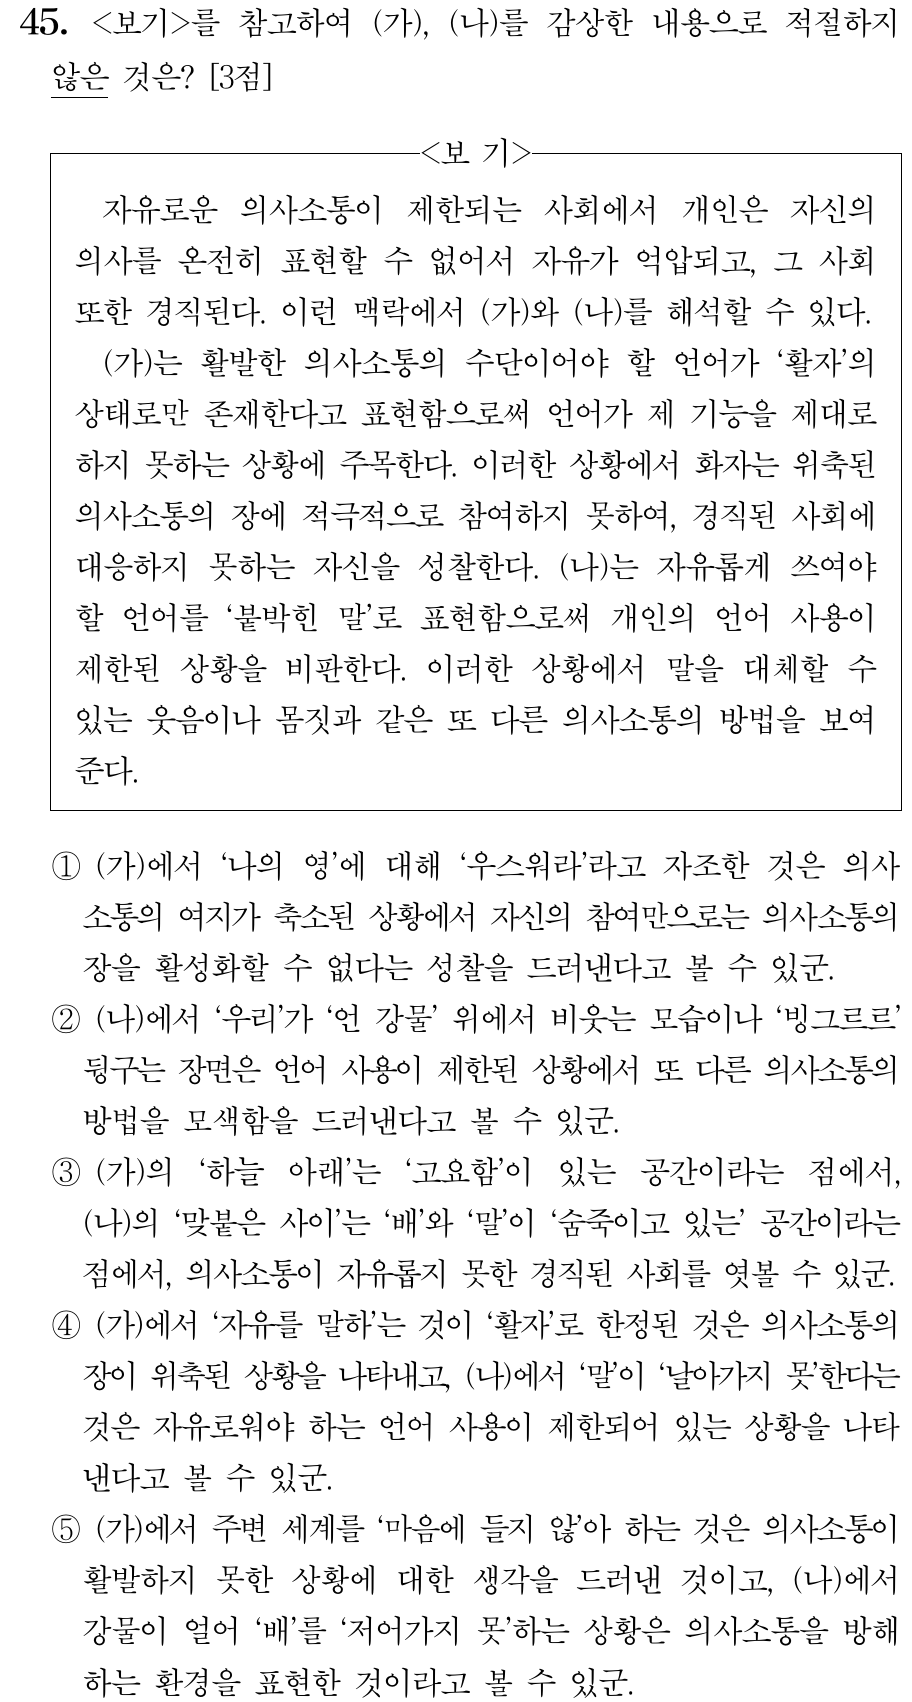 45. <보기>를 참고하여 (가), (나)를 감상한 내용으로 적절하지
않은 것은? [3점]
<보 기>
자유로운 의사소통이 제한되는 사회에서 개인은 자신의
의사를 온전히 표현할 수 없어서 자유가 억압되고, 그 사회
또한 경직된다. 이런 맥락에서 (가)와 (나)를 해석할 수 있다.
(가)는 활발한 의사소통의 수단이어야 할 언어가 ‘활자’의
상태로만 존재한다고 표현함으로써 언어가 제 기능을 제대로
하지 못하는 상황에 주목한다. 이러한 상황에서 화자는 위축된
의사소통의 장에 적극적으로 참여하지 못하여, 경직된 사회에
대응하지 못하는 자신을 성찰한다. (나)는 자유롭게 쓰여야
할 언어를 ‘붙박힌 말’로 표현함으로써 개인의 언어 사용이
제한된 상황을 비판한다. 이러한 상황에서 말을 대체할 수
있는 웃음이나 몸짓과 같은 또 다른 의사소통의 방법을 보여
준다.
① (가)에서 ‘나의 영’에 대해 ‘우스워라’라고 자조한 것은 의사
소통의 여지가 축소된 상황에서 자신의 참여만으로는 의사소통의
장을 활성화할 수 없다는 성찰을 드러낸다고 볼 수 있군.
② (나)에서 ‘우리’가 ‘언 강물’ 위에서 비웃는 모습이나 ‘빙그르르’
뒹구는 장면은 언어 사용이 제한된 상황에서 또 다른 의사소통의
방법을 모색함을 드러낸다고 볼 수 있군.
③ (가)의 ‘하늘 아래’는 ‘고요함’이 있는 공간이라는 점에서,
(나)의 ‘맞붙은 사이’는 ‘배’와 ‘말’이 ‘숨죽이고 있는’ 공간이라는
점에서, 의사소통이 자유롭지 못한 경직된 사회를 엿볼 수 있군.
④ (가)에서 ‘자유를 말하’는 것이 ‘활자’로 한정된 것은 의사소통의
장이 위축된 상황을 나타내고, (나)에서 ‘말’이 ‘날아가지 못’한다는
것은 자유로워야 하는 언어 사용이 제한되어 있는 상황을 나타
낸다고 볼 수 있군.
⑤ (가)에서 주변 세계를 ‘마음에 들지 않’아 하는 것은 의사소통이
활발하지 못한 상황에 대한 생각을 드러낸 것이고, (나)에서
강물이 얼어 ‘배’를 ‘저어가지 못’하는 상황은 의사소통을 방해
하는 환경을 표현한 것이라고 볼 수 있군.